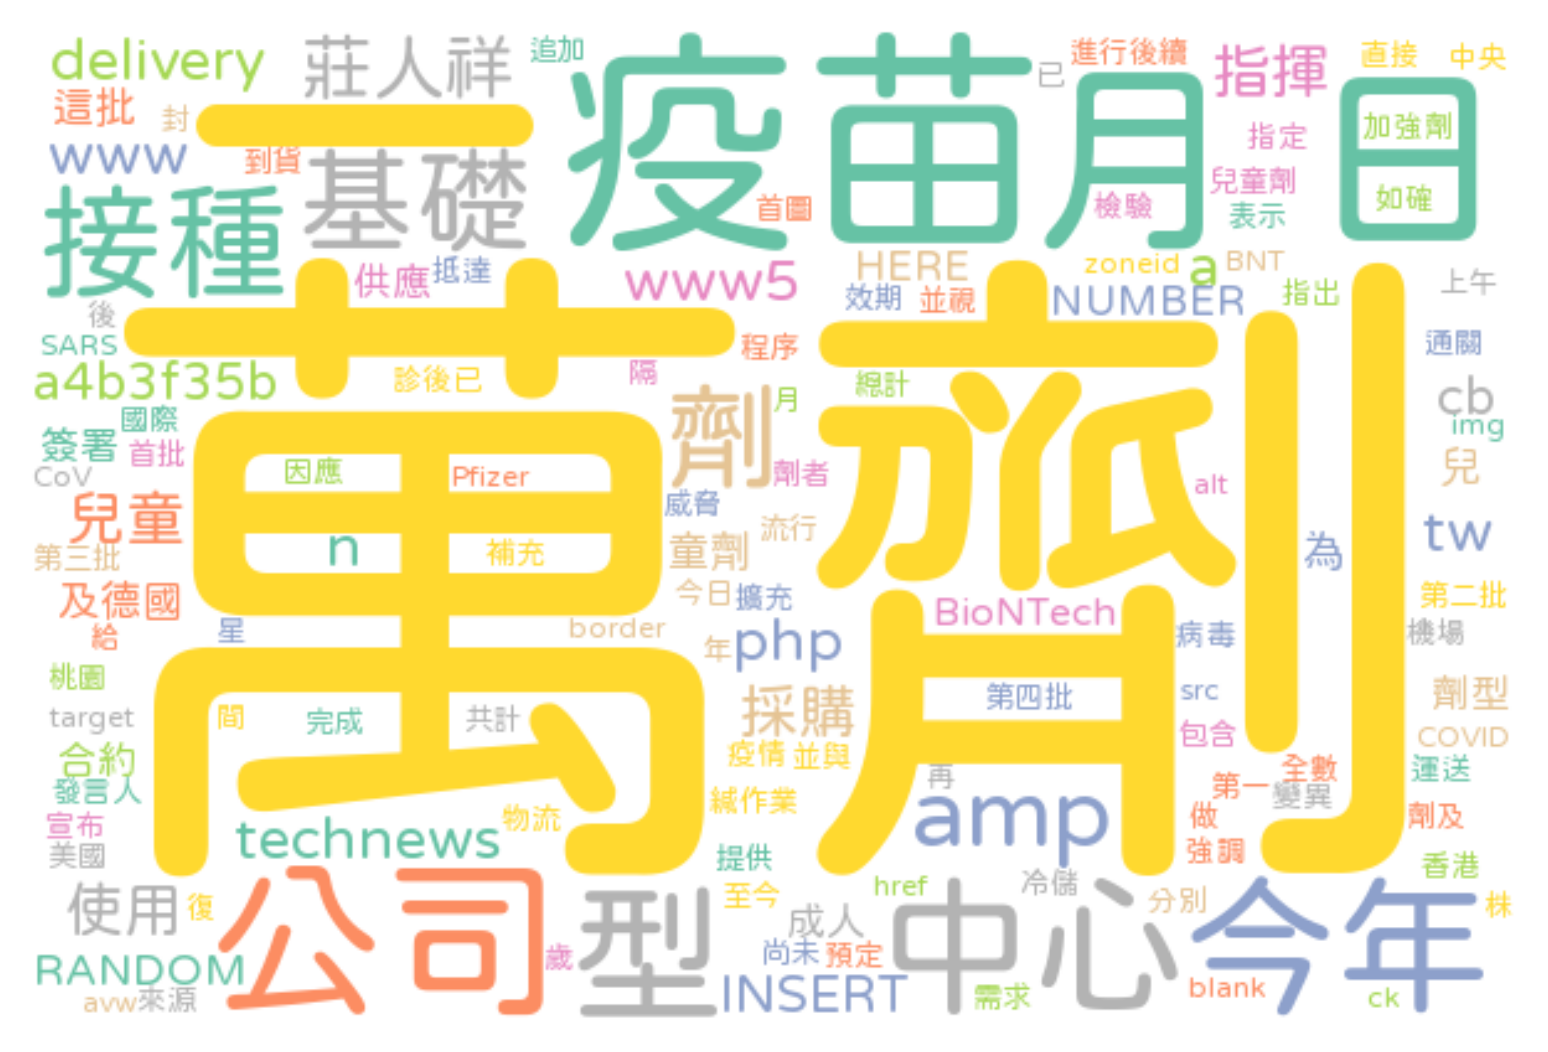 delivery
莊人祥
追加
疫苗
月
日
已
進行後續
指揮
直接
中央
這批
封
一
www
到貨
基礎
接種
首圖
檢驗
指定
兒童劑
表示
加強劑
如確
供應
抵達
www5
HERE
zoneid
a
BNT
效期
並視
NUMBER
指出
上午
後
SARS
程序
通關
萬
劑
a4b3f35b
診後已
隔
總計
月
cb
img
國際
簽署
首批
CoV
因應
Pfizer
劑
劑者
alt
兒
兒童
威脅
流行
tw
第三批
n
補充
童劑
為
及德國
今日
擴充
BioNTech
第二批
給
星
border
年
php
病毒
機場
桃園
target
間
完成
共計
採購
第四批
src
劑型
包含
COVID
合約
疫情
並與
發言人
再
第一
全數
變異
運送
宣布
美國
technews
物流
緘作業
amp
做
強調
劑及
提供
香港
使用
復
公司
型
至今
href
冷儲
中心
分別
今年
株
成人
歲
尚未
預定
RANDOM
avw
來源
INSERT
需求
blank
ck